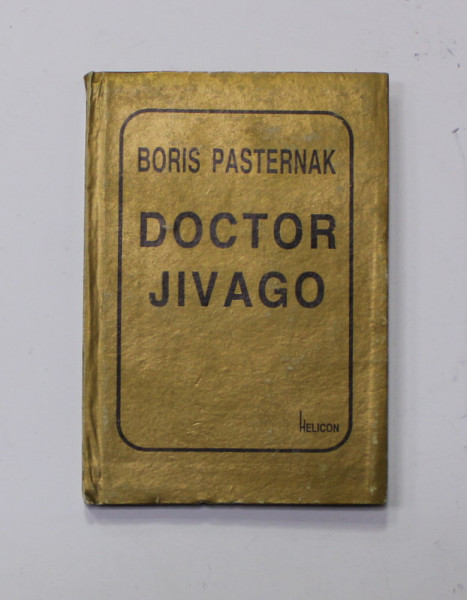 BORIS PASTERNAK
DOCTOR
JIVAGO
HELICON